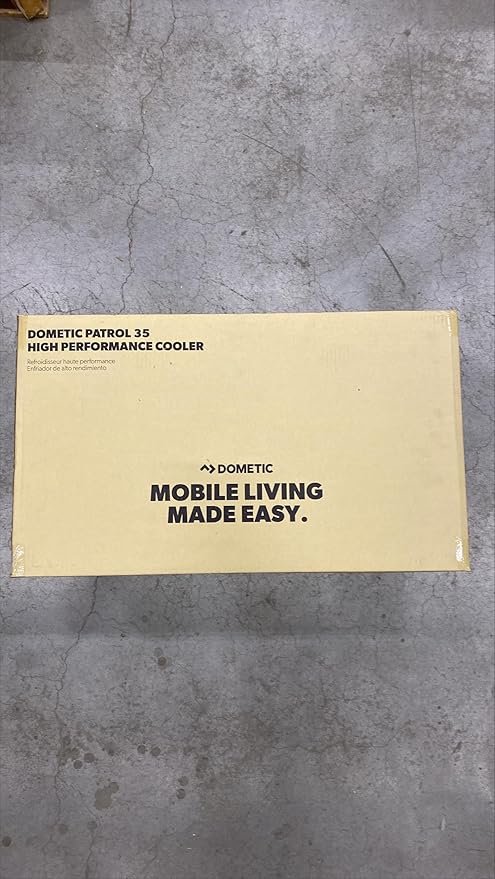 DOMETIC PATROL 35
HIGH PERFORMANCE COOLER
Refroidisseur haute performance
Enfriador de alto rendimiento
DOMETIC
MOBILE LIVING
MADE EASY.